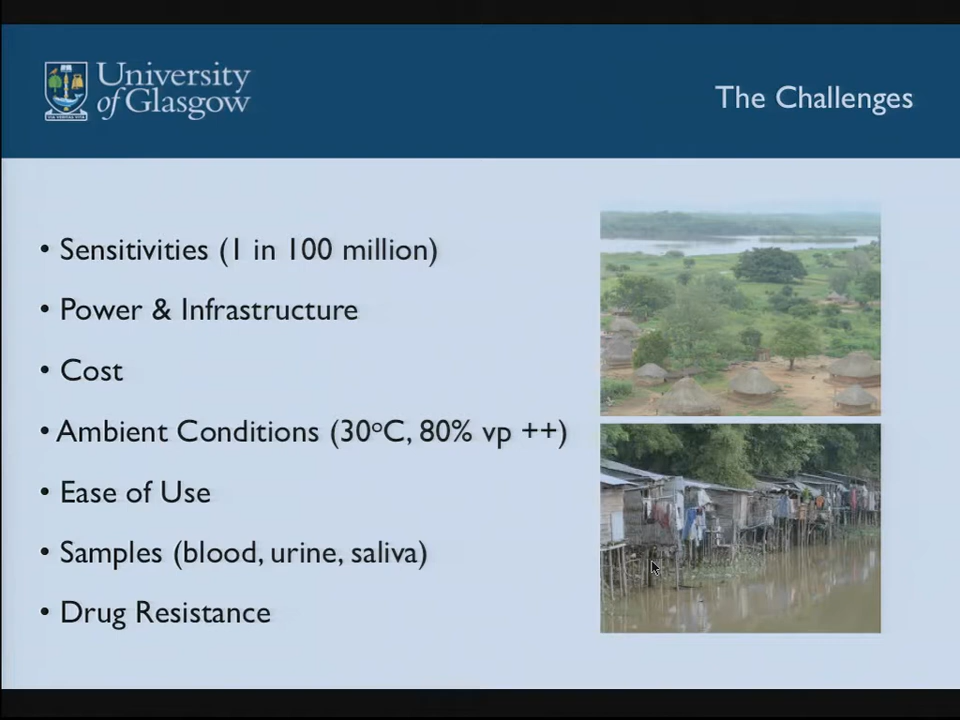 University
of Glasgow
The Challenges
• Sensitivities (1 in 100 million)
• Power & Infrastructure
• Cost
• Ambient Conditions (30°C, 80% vp ++)
• Ease of Use
• Samples (blood, urine, saliva)
• Drug Resistance